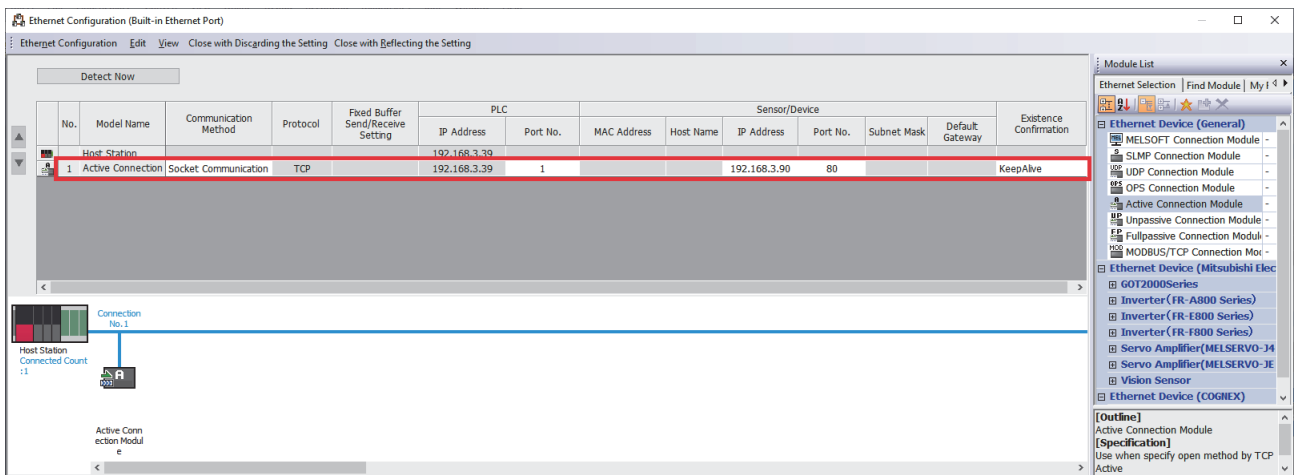 Ethernet Configuration (Built-in Ethernet Port)
Ethernet Configuration Edit View Close with Discarding the Setting Close with Reflecting the Setting
Detect Now
No. Model Name Communication Method Protocol Fixed Buffer Send/Receive Setting PLC Sensor/Device Existence Confirmation
IP Address Port No. MAC Address Host Name IP Address Port No. Subnet Mask Default Gateway
Host Station 192.168.3.39
1 Active Connection Socket Communication TCP 192.168.3.39 1 192.168.3.90 80 KeepAlive
Connection
No.1
Host Station
Connected Count
:1
A
Active Conn
ection Modul
e
Module List
Ethernet Selection Find Module My F
Ethernet Device (General)
MELSOFT Connection Module -
SLMP Connection Module -
UDP Connection Module -
OPS Connection Module -
Active Connection Module -
Unpassive Connection Module -
Fullpassive Connection Modul -
MODBUS/TCP Connection Moc -
Ethernet Device (Mitsubishi Elec
GOT2000Series
Inverter(FR-A800 Series)
Inverter(FR-E800 Series)
Inverter(FR-F800 Series)
Servo Amplifier(MELSERVO-J4
Servo Amplifier(MELSERVO-JE
Vision Sensor
Ethernet Device (COGNEX)
[Outline]
Active Connection Module
[Specification]
Use when specify open method by TCP
Active